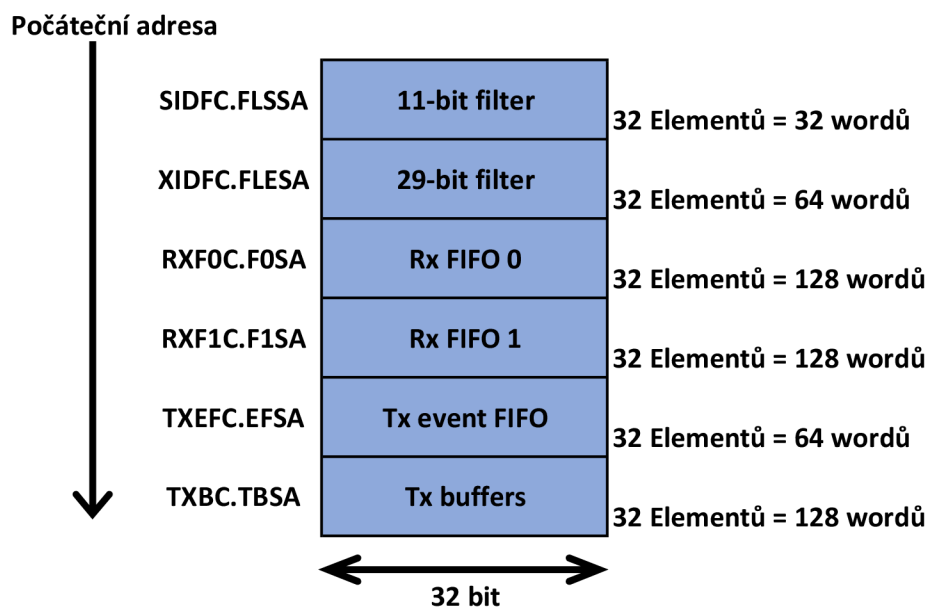 Počáteční adresa
SIDFC.FLSSA
11-bit filter
32 Elementů = 32 wordů
XIDFC.FLESA
29-bit filter
32 Elementů = 64 wordů
RXF0C.F0SA
Rx FIFO 0
32 Elementů = 128 wordů
RXF1C.F1SA
Rx FIFO 1
32 Elementů = 128 wordů
TXEFC.EFSA
Tx event FIFO
32 Elementů = 64 wordů
TXBC.TBSA
Tx buffers
32 Elementů = 128 wordů
32 bit